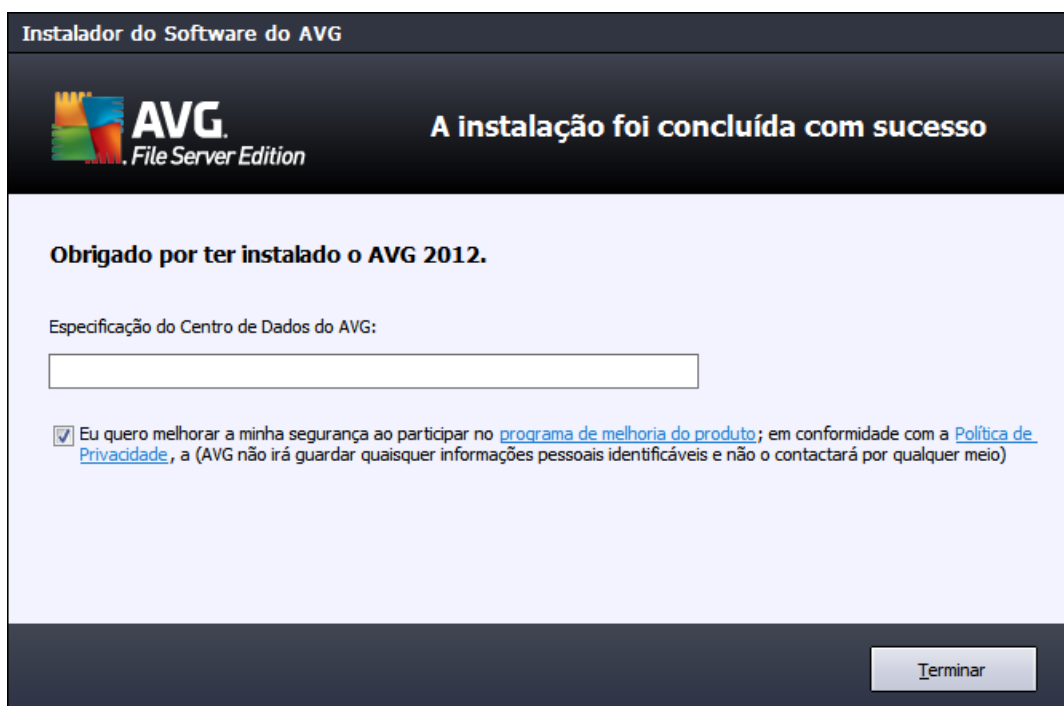 Instalador do Software do AVG
AVG.
File Server Edition
A instalação foi concluída com sucesso
Obrigado por ter instalado o AVG 2012.
Especificação do Centro de Dados do AVG:
Eu quero melhorar a minha segurança ao participar no programa de melhoria do produto; em conformidade com a Política de
Privacidade, a (AVG não irá guardar quaisquer informações pessoais identificáveis e não o contactará por qualquer meio)
Terminar